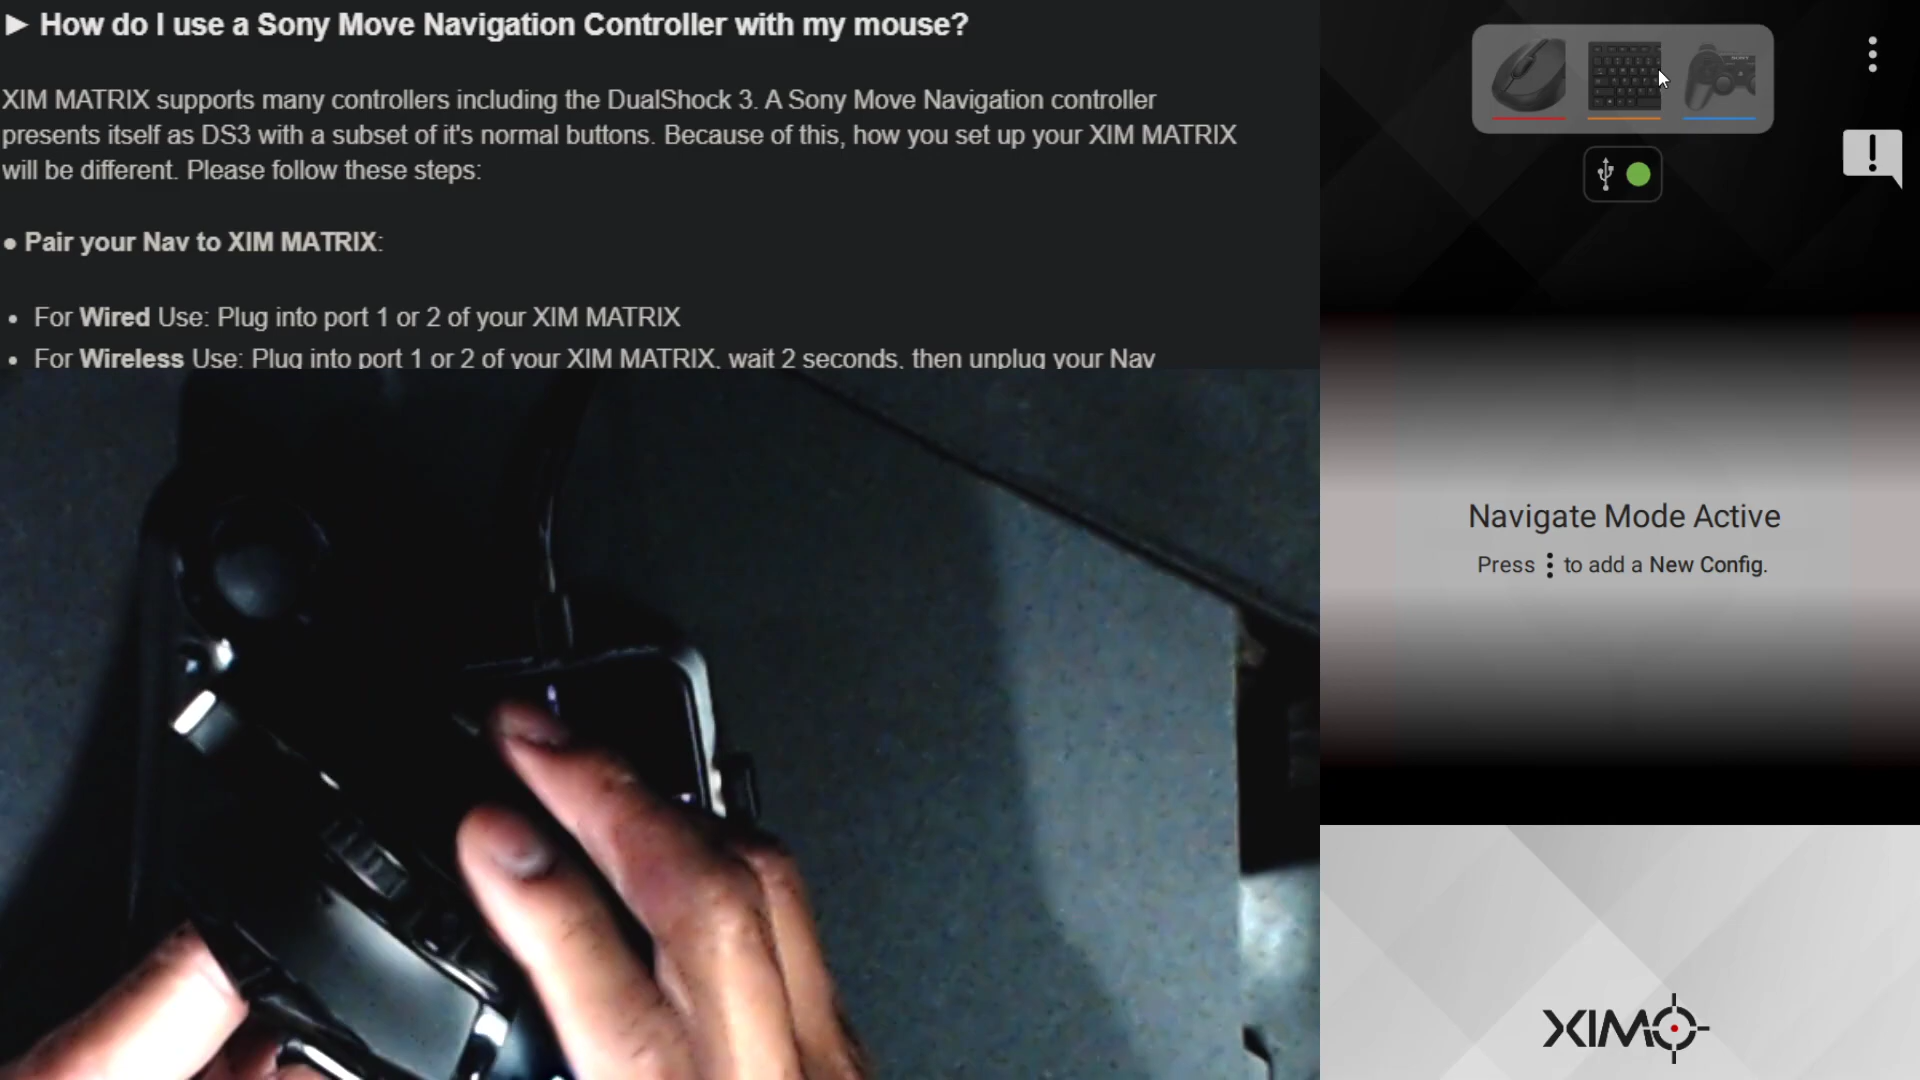 ► How do I use a Sony Move Navigation Controller with my mouse?
XIM MATRIX supports many controllers including the DualShock 3. A Sony Move Navigation controller
presents itself as DS3 with a subset of it's normal buttons. Because of this, how you set up your XIM MATRIX
will be different. Please follow these steps:
● Pair your Nav to XIM MATRIX:
• For Wired Use: Plug into port 1 or 2 of your XIM MATRIX
• For Wireless Use: Plug into port 1 or 2 of your XIM MATRIX, wait 2 seconds, then unplug your Nav
Navigate Mode Active
Press ⋮ to add a New Config.
XIM